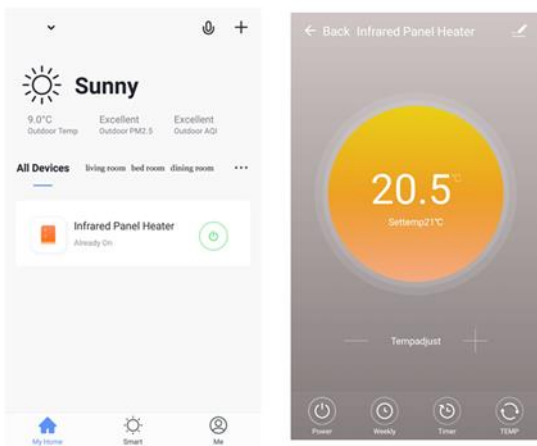 Sunny
9.0°C Excellent Excellent
Outdoor Temp Outdoor PM2.5 Outdoor AQI
All Devices living room bed room dining room ...
Infrared Panel Heater
Already On
My Home Smart Me
← Back Infrared Panel Heater
20.5°C
Settemp21°C
— Tempadjust +
Power Weekly Timer TEMP